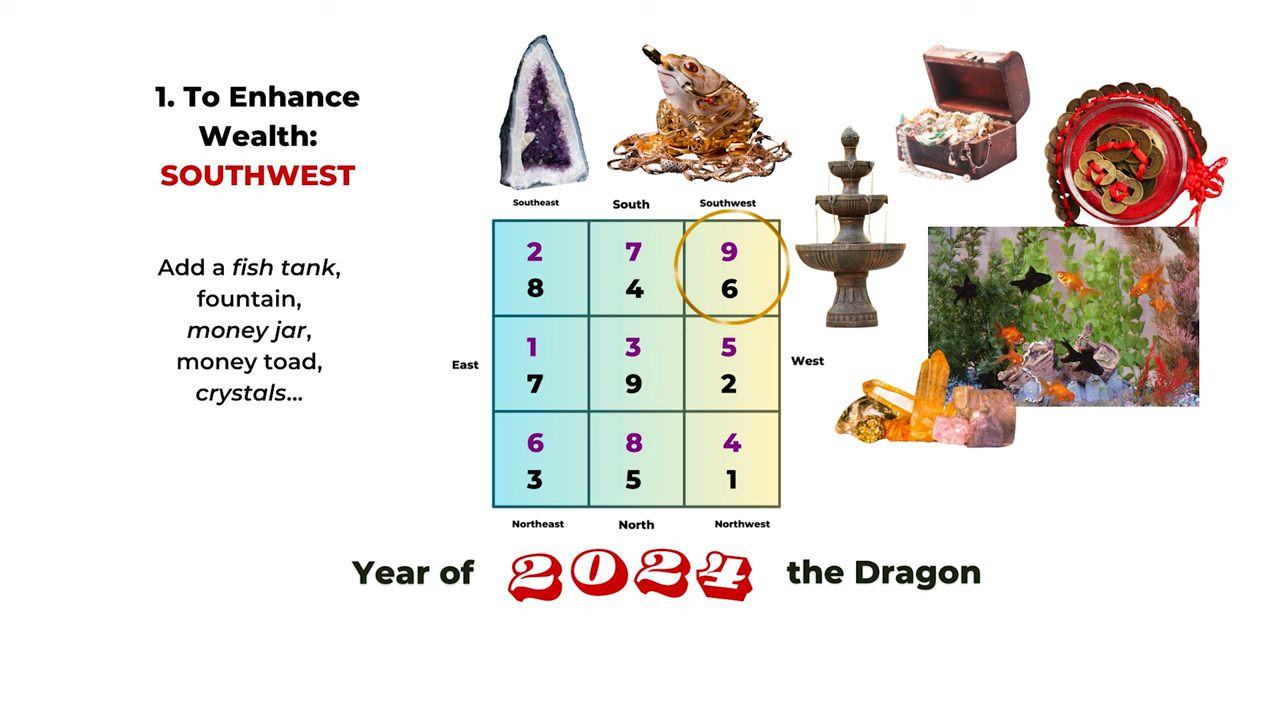 1. To Enhance
Wealth:
SOUTHWEST
Add a fish tank,
fountain,
money jar,
money toad,
crystals...
Southeast South Southwest
2 7 9
8 4 6
East
1 3 5
West
7 9 2
6 8 4
3 5 1
Northeast North Northwest
Year of 2024 the Dragon